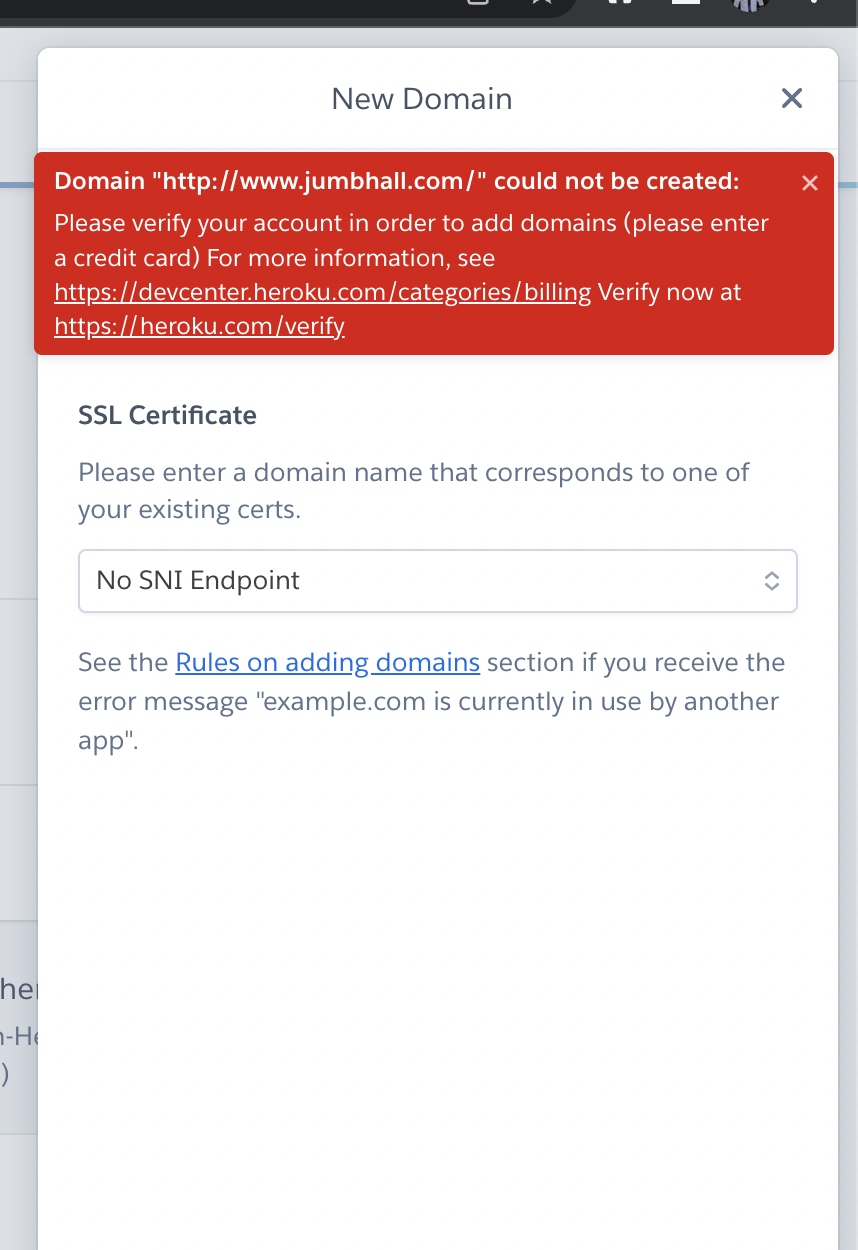 New Domain
Domain "http://www.jumbhall.com/" could not be created:
Please verify your account in order to add domains (please enter
a credit card) For more information, see
https://devcenter.heroku.com/categories/billing Verify now at
https://heroku.com/verify
SSL Certificate
Please enter a domain name that corresponds to one of
your existing certs.
No SNI Endpoint
See the Rules on adding domains section if you receive the
error message "example.com is currently in use by another
app".